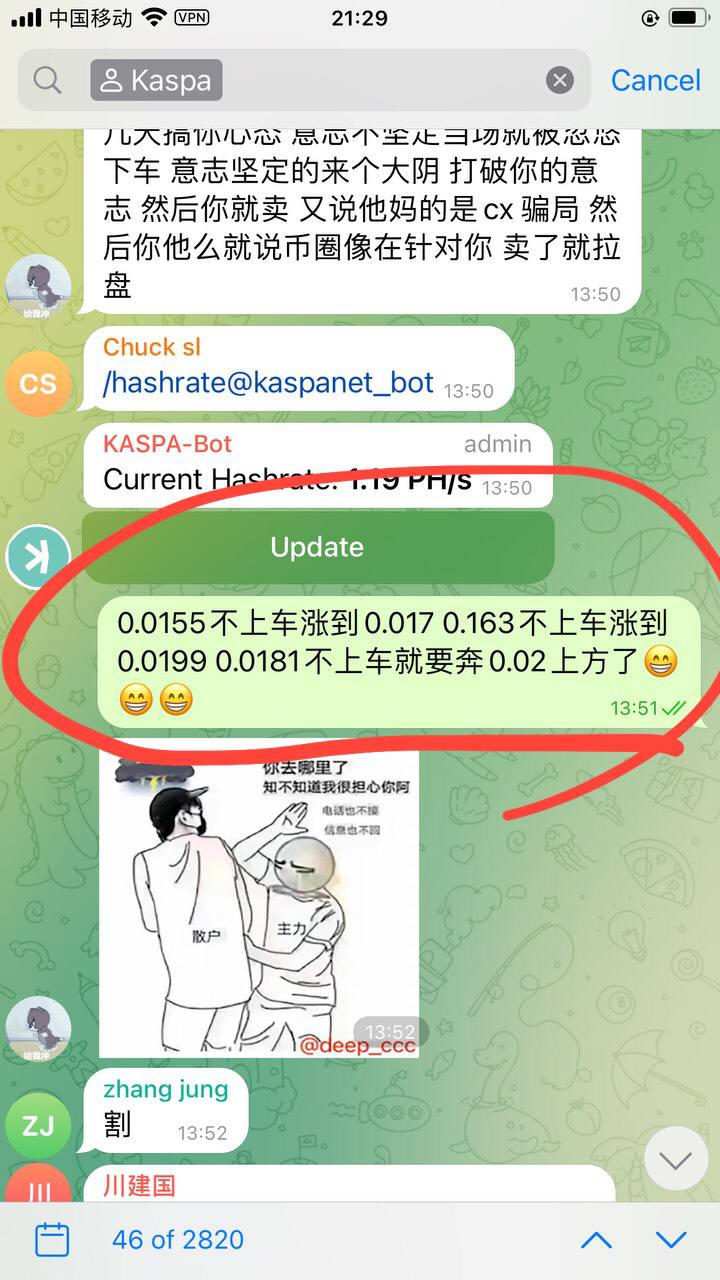 中国移动 VPN 21:29
Kaspa Cancel
几天搞你心态 意志不坚定当场就被忽悠
下车 意志坚定的来个大阴 打破你的意
志 然后你就卖 又说他妈的是cx 骗局 然
后你他么就说币圈像在针对你 卖了就拉
盘
13:50
给我冲
Chuck sl
CS
/hashrate@kaspanet_bot 13:50
KASPA-Bot admin
Current Hashrate: 1.19 PH/s 13:50
Update
0.0155不上车涨到0.017 0.163不上车涨到
0.0199 0.0181不上车就要奔0.02上方了😁
😁😁
13:51
你去哪里了
知不知道我很担心你阿
电话也不接
信息也不回
散户
主力
13:52
@deep_ccc
给我冲
zhang jung
ZJ
割 13:52
川建国
川
46 of 2820